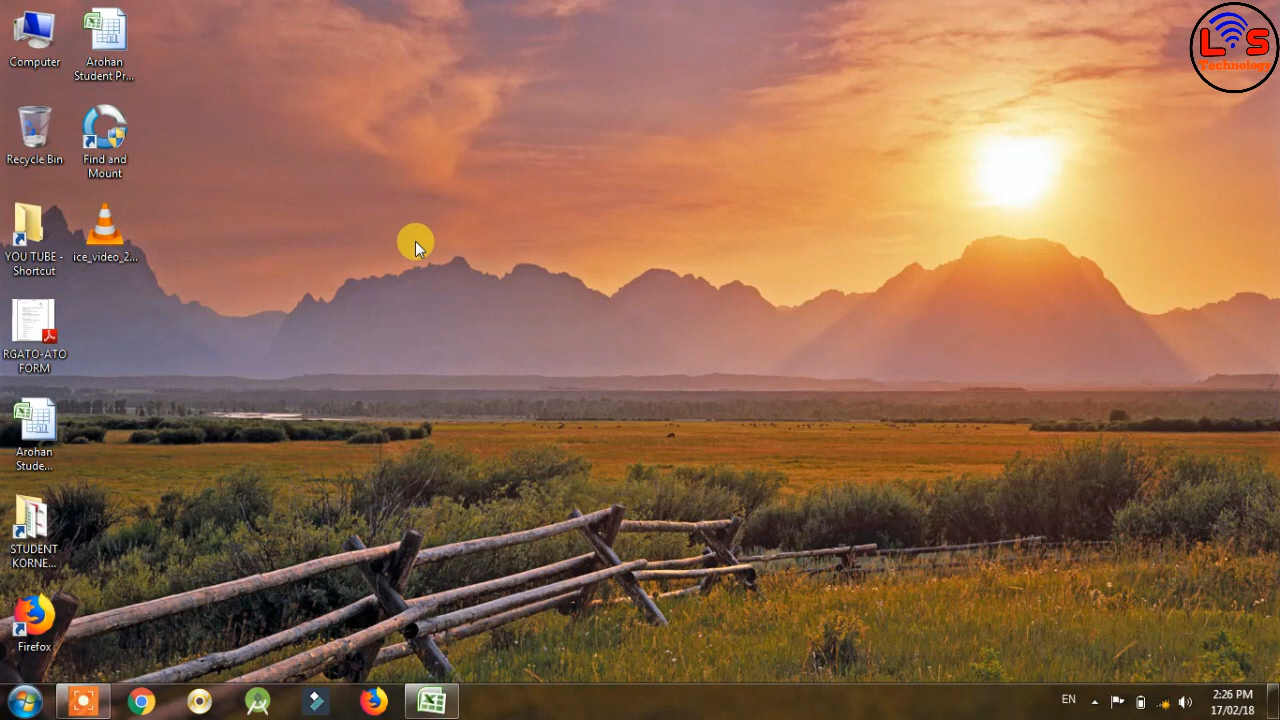 Computer
Arohan
Student Pr...
Recycle Bin
Find and
Mount
YOU TUBE -
Shortcut
ice_video_2...
RGATO-ATO
FORM
Arohan
Stude...
STUDENT
KORNE...
Firefox
LS
Technology
EN
2:26 PM
17/02/18